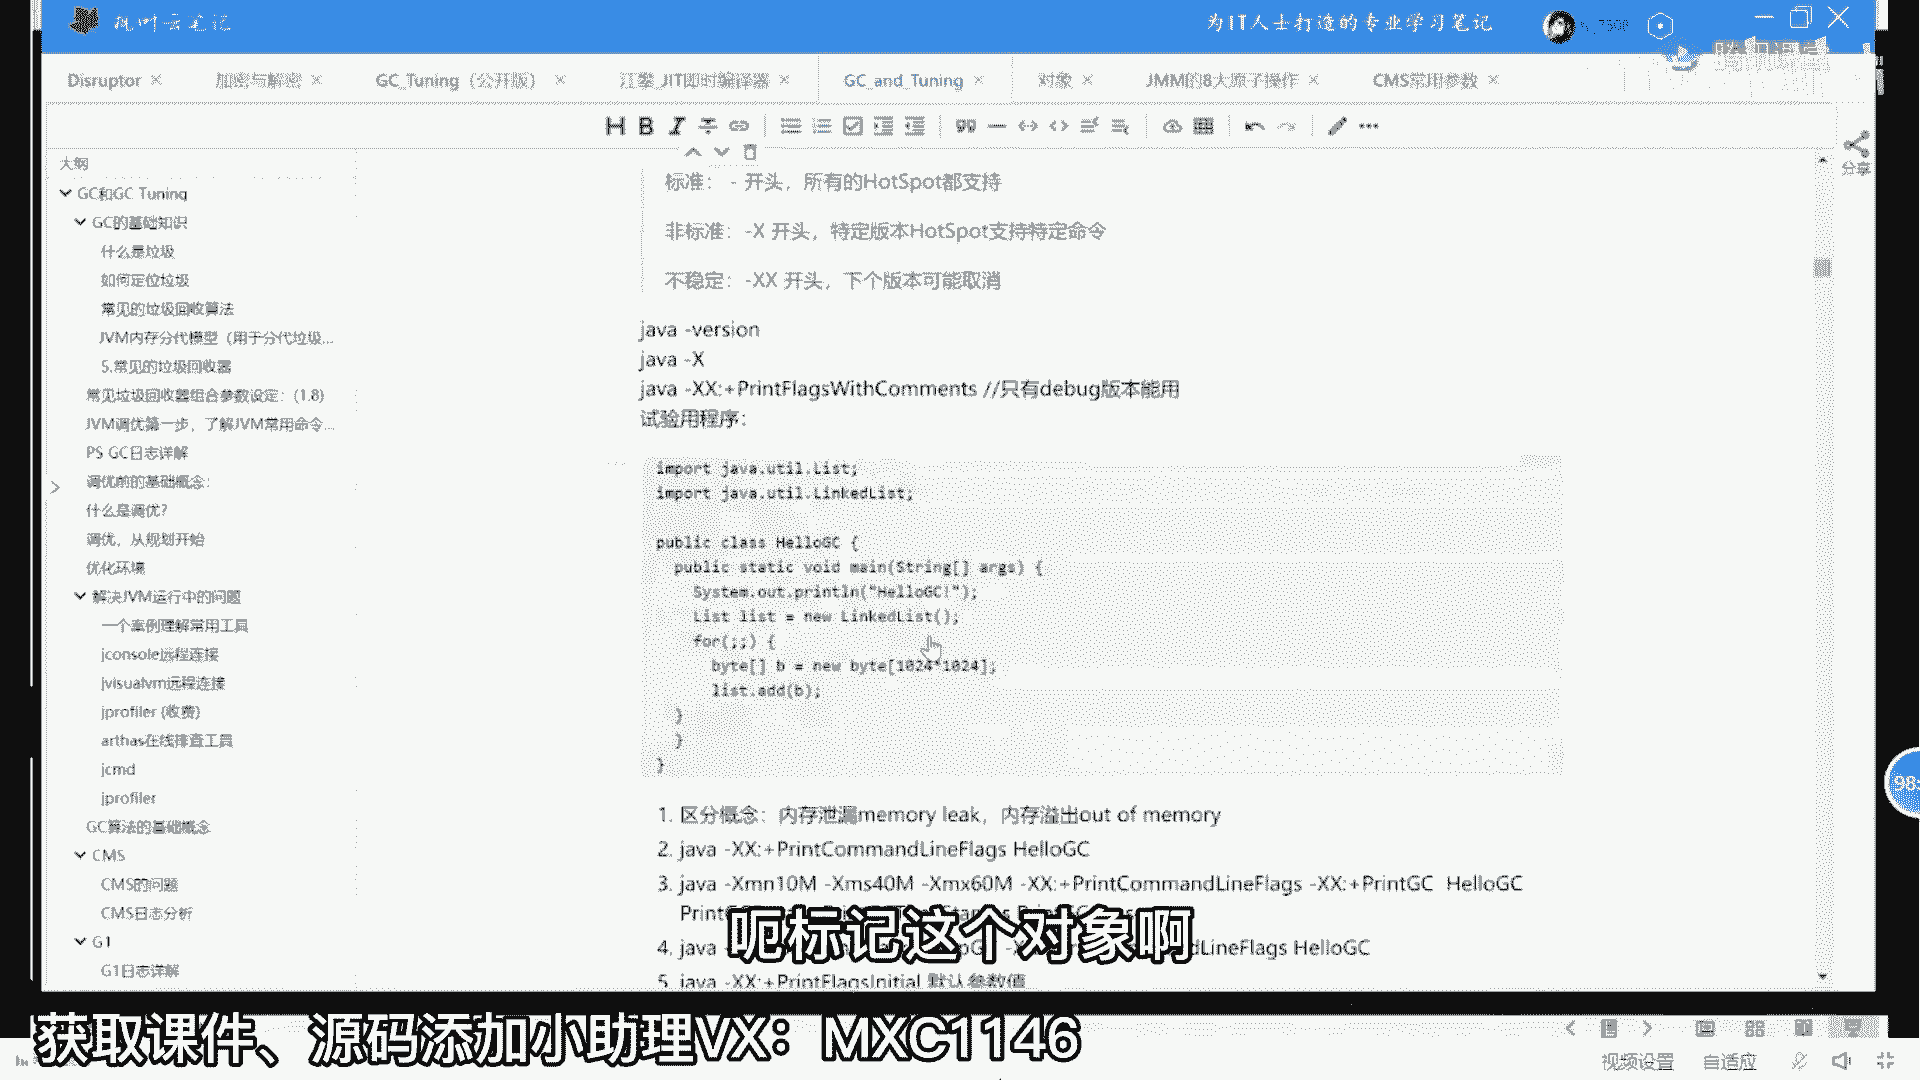 为IT人士打造的专业学习笔记
Disruptor
加密与解密
GC_Tuning（公开版）
江擎_JIT即时编译器
GC_and_Tuning
对象
JMM的8大原子操作
CMS常用参数
分享
大纲
GC和GC Tuning
GC的基础知识
什么是垃圾
如何定位垃圾
常见的垃圾回收算法
JVM内存分代模型（用于分代垃圾...
5.常见的垃圾回收器
常见垃圾回收器组合参数设定：(1.8)
JVM调优第一步，了解JVM常用命令...
PS GC日志详解
调优前的基础概念：
什么是调优？
调优，从规划开始
优化环境
解决JVM运行中的问题
一个案例理解常用工具
jconsole远程连接
jvisualvm远程连接
jprofiler (收费)
arthas在线排查工具
jcmd
jprofiler
GC算法的基础概念
CMS
CMS的问题
CMS日志分析
G1
G1日志详解
标准： - 开头，所有的HotSpot都支持
非标准：-X 开头，特定版本HotSpot支持特定命令
不稳定：-XX 开头，下个版本可能取消
java -version
java -X
java -XX:+PrintFlagsWithComments //只有debug版本能用
试验用程序：
import java.util.List;
import java.util.LinkedList;
public class HelloGC {
public static void main(String[] args) {
System.out.println("HelloGC!");
List list = new LinkedList();
for(;;) {
byte[] b = new byte[1024*1024];
list.add(b);
}
}
}
1. 区分概念：内存泄漏memory leak，内存溢出out of memory
2. java -XX:+PrintCommandLineFlags HelloGC
3. java -Xmn10M -Xms40M -Xmx60M -XX:+PrintCommandLineFlags -XX:+PrintGC HelloGC
4. java
LineFlags HelloGC
5. java -XX:+PrintFlagsInitial 默认参数值
呃标记这个对象啊
获取课件、源码添加小助理VX：MXC1146
98
视频设置
自适应